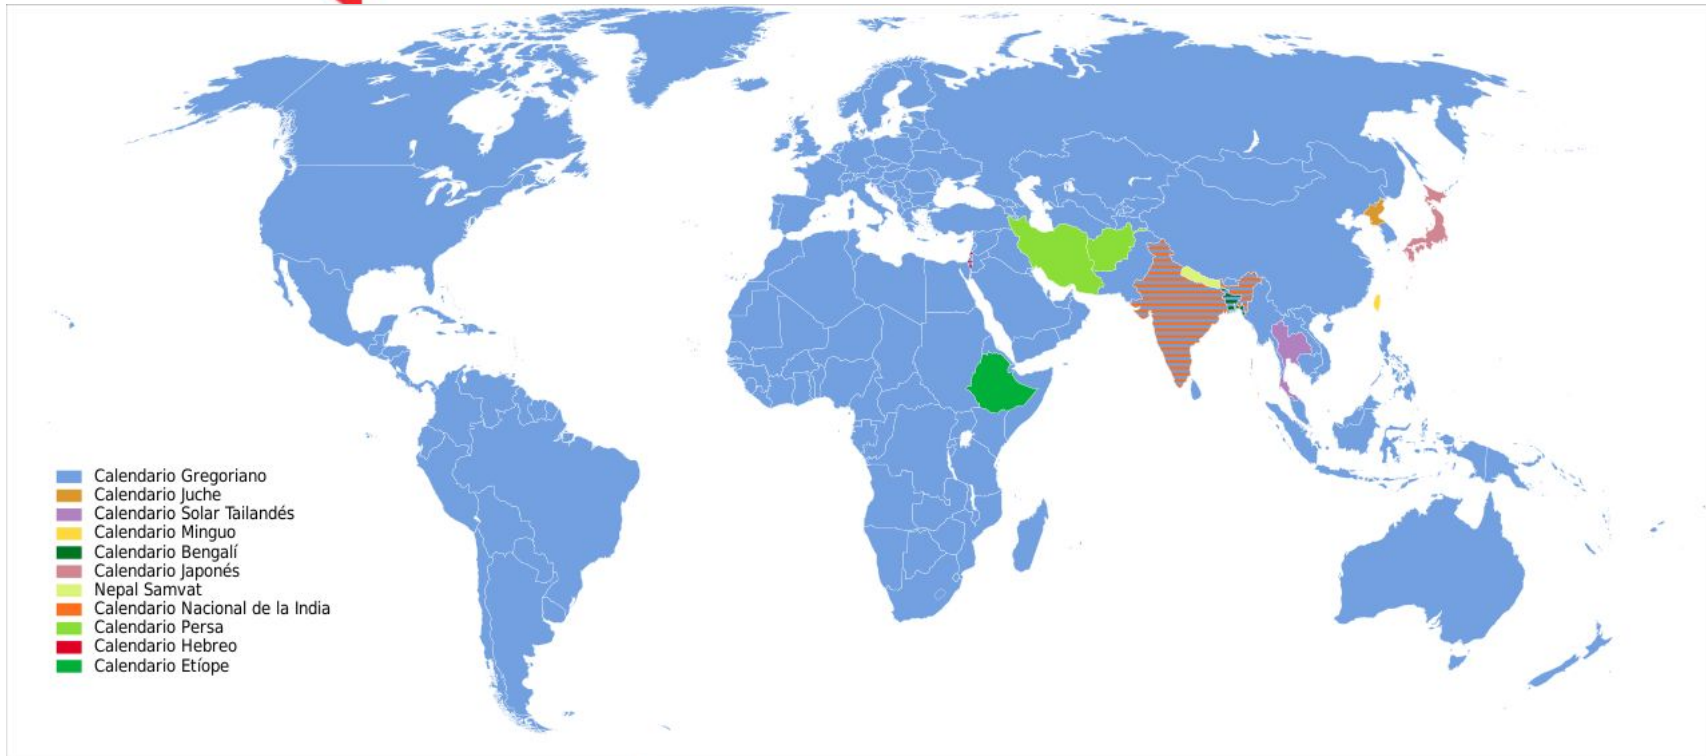 Calendario Gregoriano
Calendario Juche
Calendario Solar Tailandés
Calendario Minguo
Calendario Bengalí
Calendario Japonés
Nepal Samvat
Calendario Nacional de la India
Calendario Persa
Calendario Hebreo
Calendario Etíope